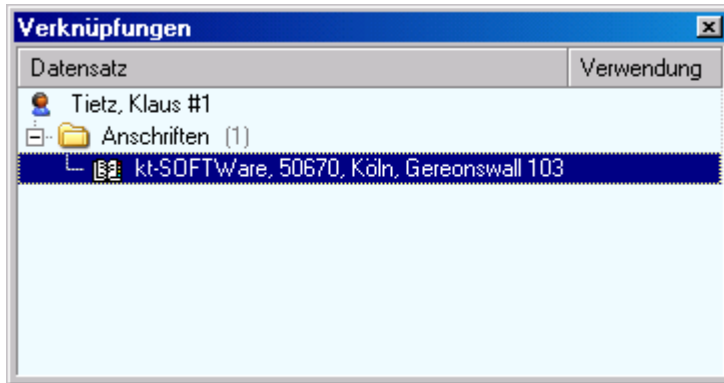 Verknüpfungen
Datensatz Verwendung
Tietz, Klaus #1
Anschriften (1)
kt-SOFTWare, 50670, Köln, Gereonswall 103